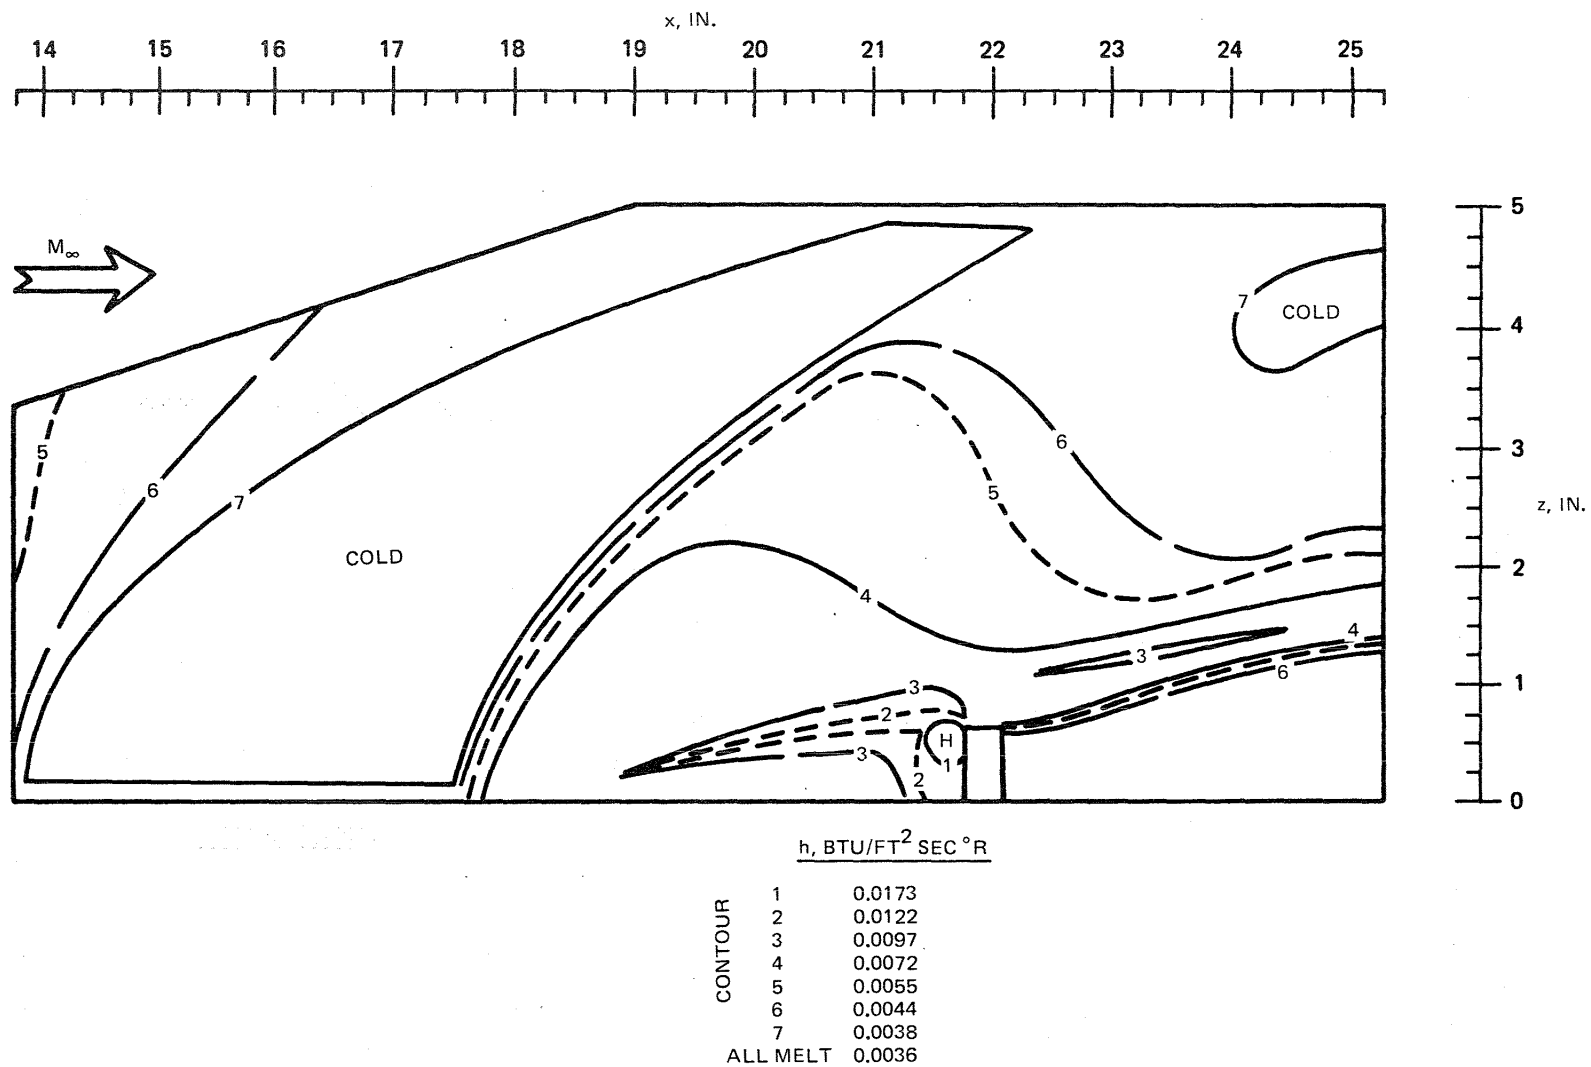 x, IN.
14 15 16 17 18 19 20 21 22 23 24 25
M∞
5
4
3
2
1
0
z, IN.
5
6
7
COLD
7
COLD
6
5
4
3
4
6
3
2
3
2
H
1
h, BTU/FT² SEC °R
CONTOUR
1 0.0173
2 0.0122
3 0.0097
4 0.0072
5 0.0055
6 0.0044
7 0.0038
ALL MELT 0.0036